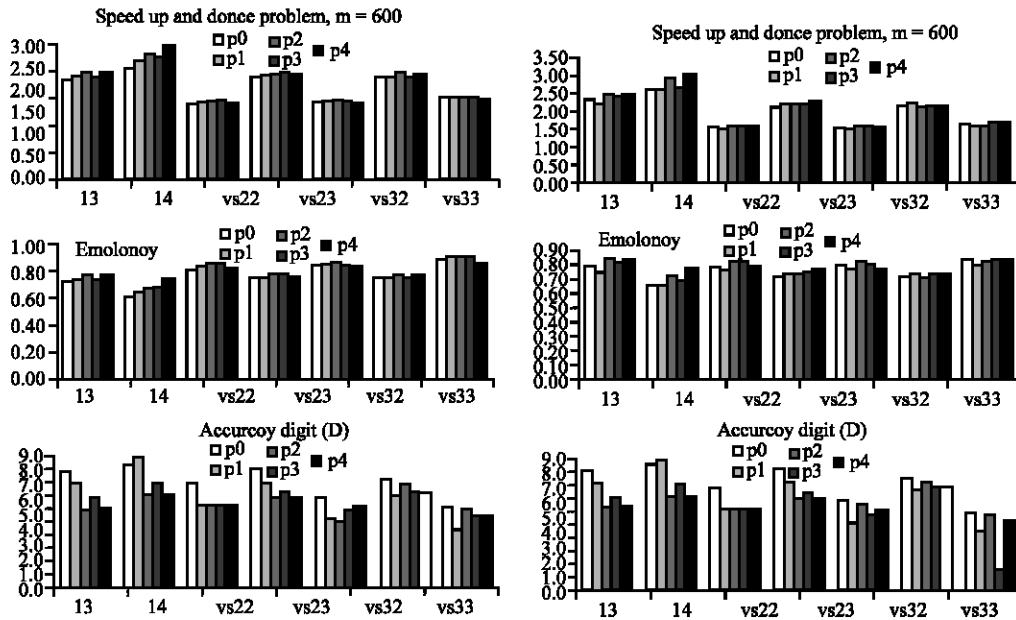 Speed up and donce problem, m = 600
p0 p2 p4
p1 p3
3.00
2.50
2.00
1.50
1.00
0.50
0.00
13 14 vs22 vs23 vs32 vs33
Emolonoy
p0 p2 p4
p1 p3
1.00
0.80
0.60
0.40
0.20
0.00
13 14 vs22 vs23 vs32 vs33
Accurcoy digit (D)
p0 p2 p4
p1 p3
9.0
8.0
7.0
6.0
5.0
4.0
3.0
2.0
1.0
0.0
13 14 vs22 vs23 vs32 vs33
Speed up and donce problem, m = 600
p0 p2 p4
p1 p3
3.50
3.00
2.50
2.00
1.50
1.00
0.50
0.00
13 14 vs22 vs23 vs32 vs33
Emolonoy
p0 p2 p4
p1 p3
0.90
0.80
0.70
0.60
0.50
0.40
0.30
0.20
0.10
0.00
13 14 vs22 vs23 vs32 vs33
Accurcoy digit (D)
p0 p2 p4
p1 p3
9.0
8.0
7.0
6.0
5.0
4.0
3.0
2.0
1.0
0.0
13 14 vs22 vs23 vs32 vs33